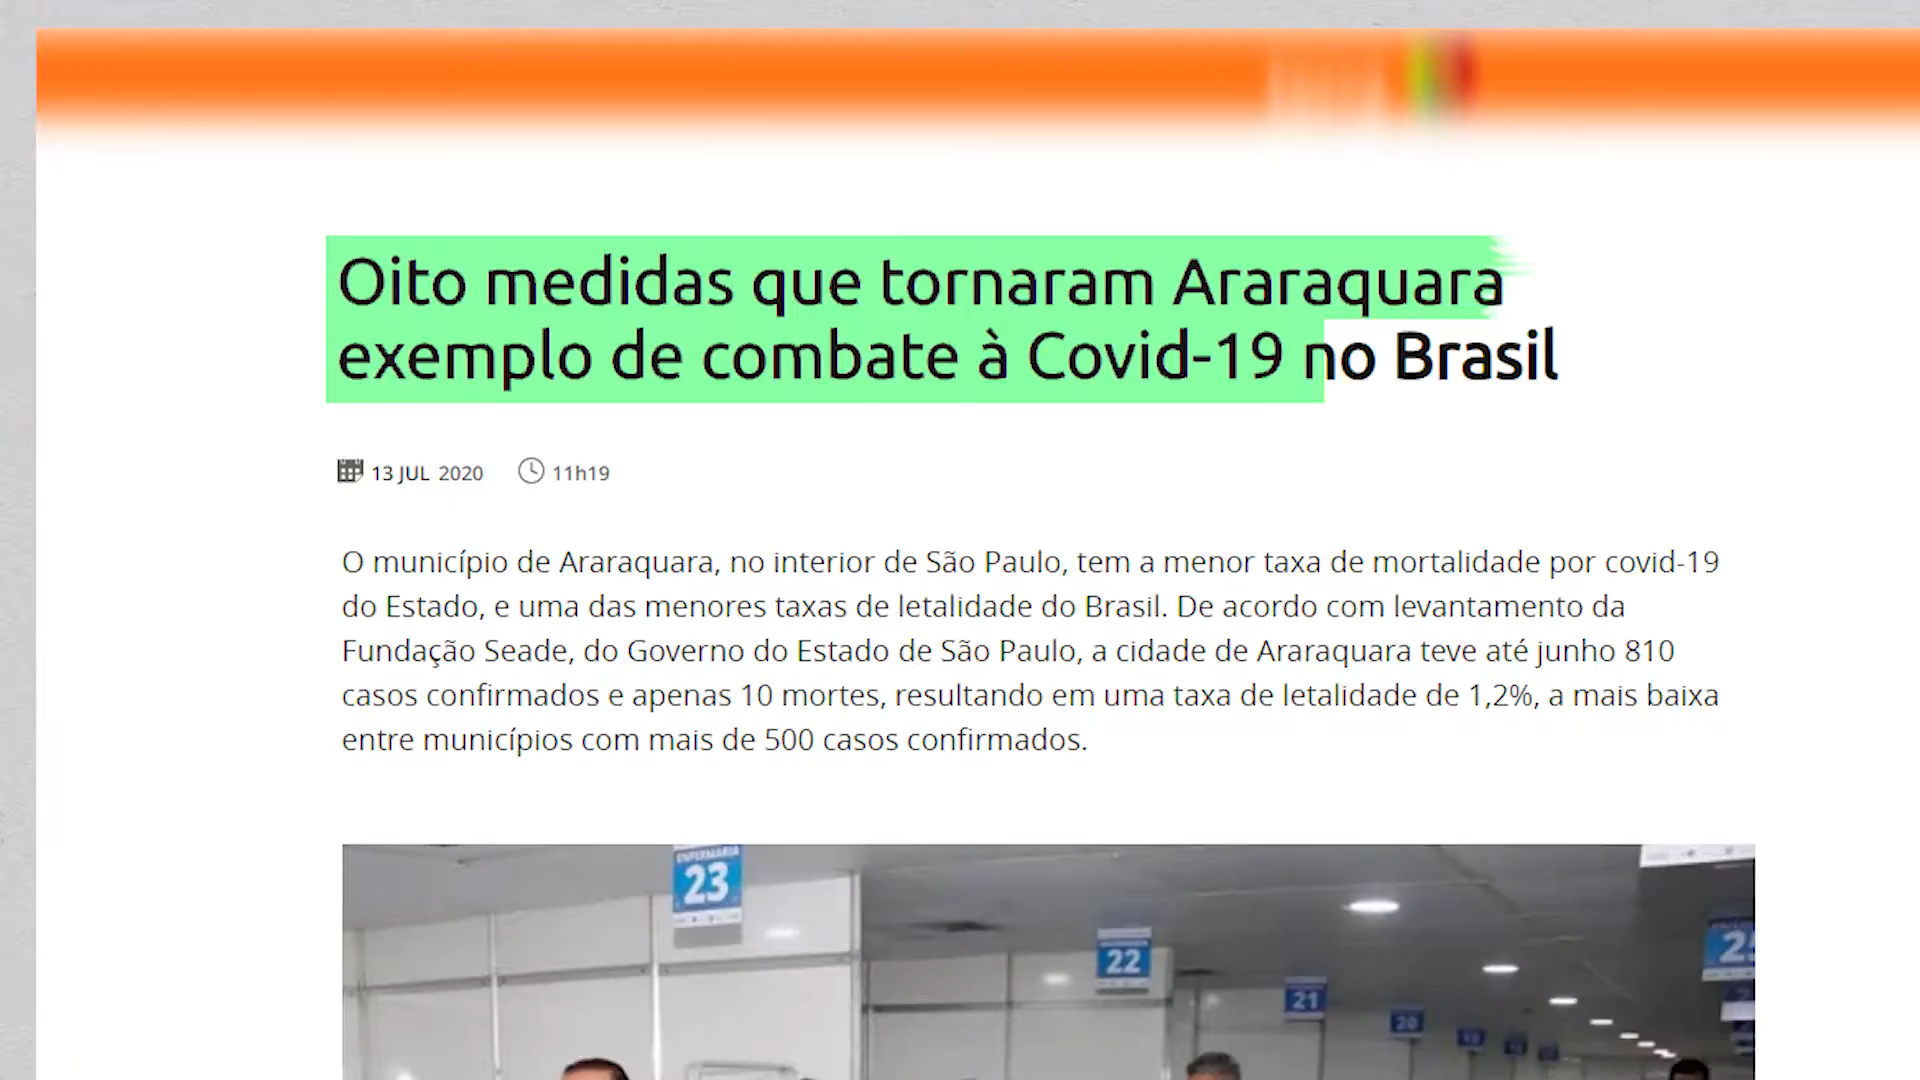 Oito medidas que tornaram Araraquara
exemplo de combate à Covid-19 no Brasil
13 JUL 2020 11h19
O município de Araraquara, no interior de São Paulo, tem a menor taxa de mortalidade por covid-19
do Estado, e uma das menores taxas de letalidade do Brasil. De acordo com levantamento da
Fundação Seade, do Governo do Estado de São Paulo, a cidade de Araraquara teve até junho 810
casos confirmados e apenas 10 mortes, resultando em uma taxa de letalidade de 1,2%, a mais baixa
entre municípios com mais de 500 casos confirmados.
ENFERMARIA
23
22
21
20